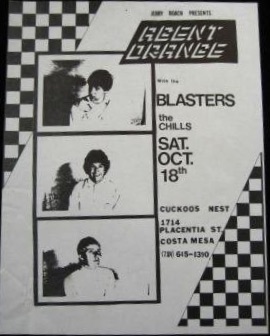 JERRY ROACH PRESENTS
AGENT
ORANGE
With the
BLASTERS
the
CHILLS
SAT.
OCT.
18th
CUCKOOS NEST
1714
PLACENTIA ST.
COSTA MESA
(714) 615-1310